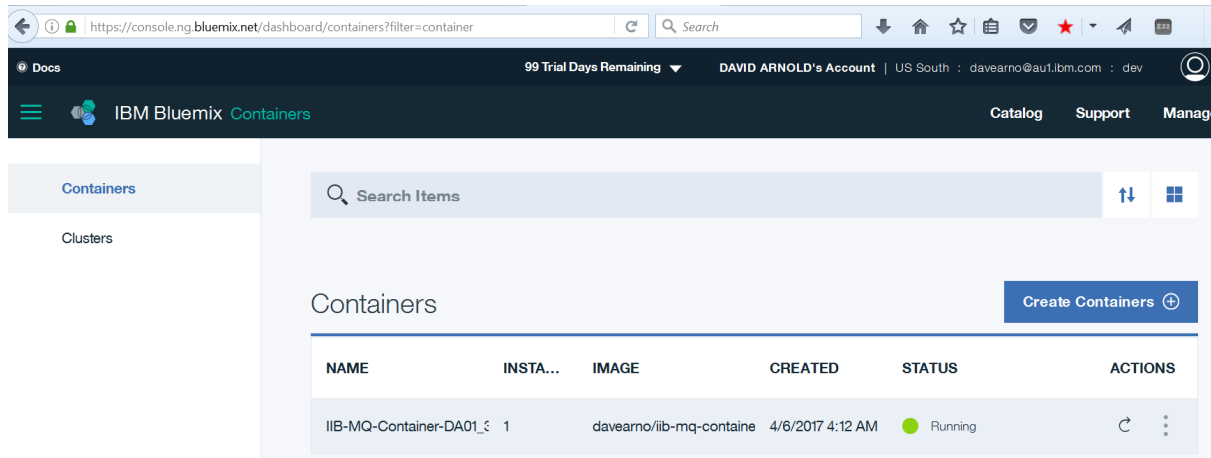 https://console.ng.bluemix.net/dashboard/containers?filter=container
Search
Docs
99 Trial Days Remaining
DAVID ARNOLD's Account | US South : davearno@au1.ibm.com : dev
IBM Bluemix Containers
Catalog Support Manag
Containers
Clusters
Search Items
Containers
Create Containers
NAME INSTA... IMAGE CREATED STATUS ACTIONS
IIB-MQ-Container-DA01_3 1 davearno/iib-mq-containe 4/6/2017 4:12 AM Running